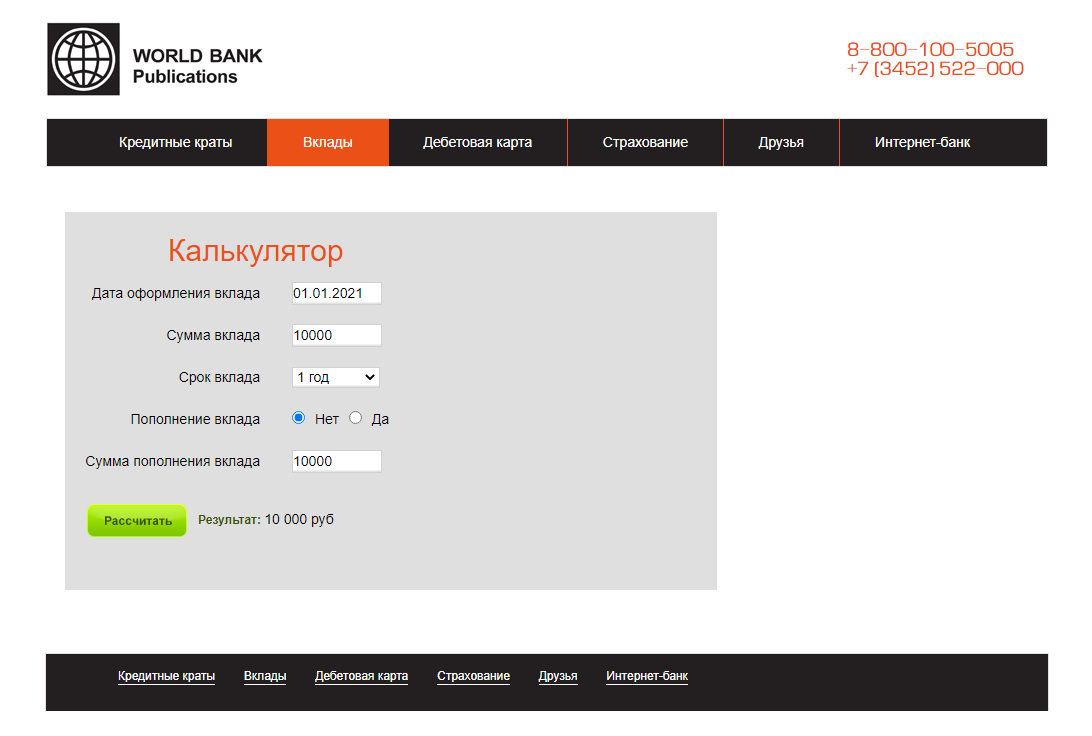 WORLD BANK
Publications
8-800-100-5005
+7 (3452) 522-000
Кредитные краты Вклады Дебетовая карта Страхование Друзья Интернет-банк
Калькулятор
Дата оформления вклада 01.01.2021
Сумма вклада 10000
Срок вклада 1 год
Пополнение вклада Нет Да
Сумма пополнения вклада 10000
Рассчитать Результат: 10 000 руб
Кредитные краты Вклады Дебетовая карта Страхование Друзья Интернет-банк